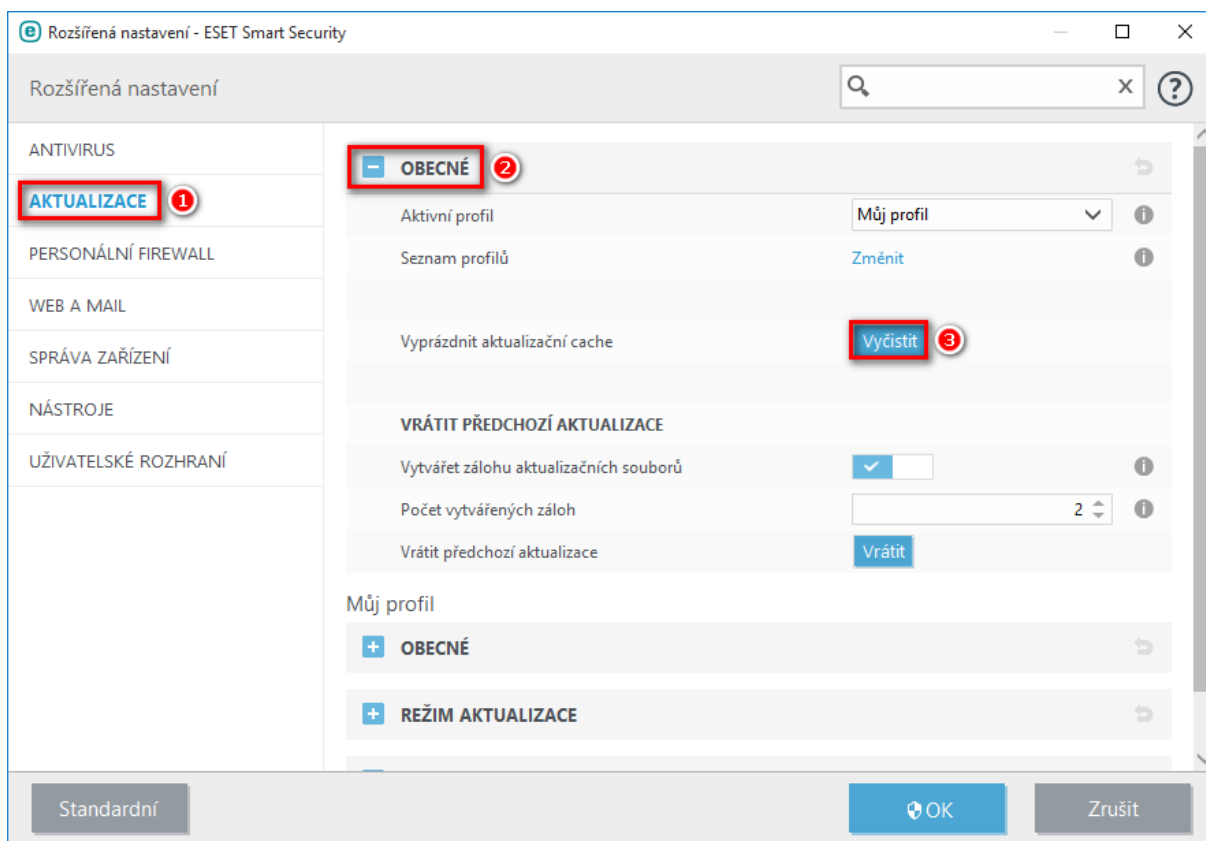 Rozšířená nastavení - ESET Smart Security
Rozšířená nastavení
x
?
ANTIVIRUS
AKTUALIZACE 1
PERSONÁLNÍ FIREWALL
WEB A MAIL
SPRÁVA ZAŘÍZENÍ
NÁSTROJE
UŽIVATELSKÉ ROZHRANÍ
OBECNÉ 2
Aktivní profil Můj profil
Seznam profilů Změnit
Vyprázdnit aktualizační cache Vyčistit 3
VRÁTIT PŘEDCHOZÍ AKTUALIZACE
Vytvářet zálohu aktualizačních souborů
Počet vytvářených záloh 2
Vrátit předchozí aktualizace Vrátit
Můj profil
OBECNÉ
REŽIM AKTUALIZACE
Standardní OK Zrušit